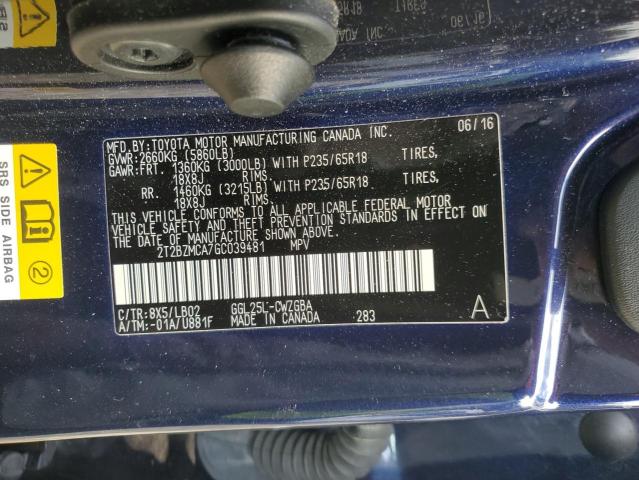 MFD.BY:TOYOTA MOTOR MANUFACTURING CANADA INC. 06/16
GVWR:2660KG (5860LB)
GAWR:FRT. 1360KG (3000LB) WITH P235/65R18 TIRES,
18X8J RIMS
RR. 1460KG (3215LB) WITH P235/65R18 TIRES,
18X8J RIMS
THIS VEHICLE CONFORMS TO ALL APPLICABLE FEDERAL MOTOR
VEHICLE SAFETY AND THEFT PREVENTION STANDARDS IN EFFECT
ON THE DATE OF MANUFACTURE SHOWN ABOVE.
2T2BZMCA7GC039481 MPV
C/TR:8X5/LB02 GGL25L-CWZGBA
A/TM:-01A/U881F MADE IN CANADA 283 A
SRS SIDE AIRBAG
2